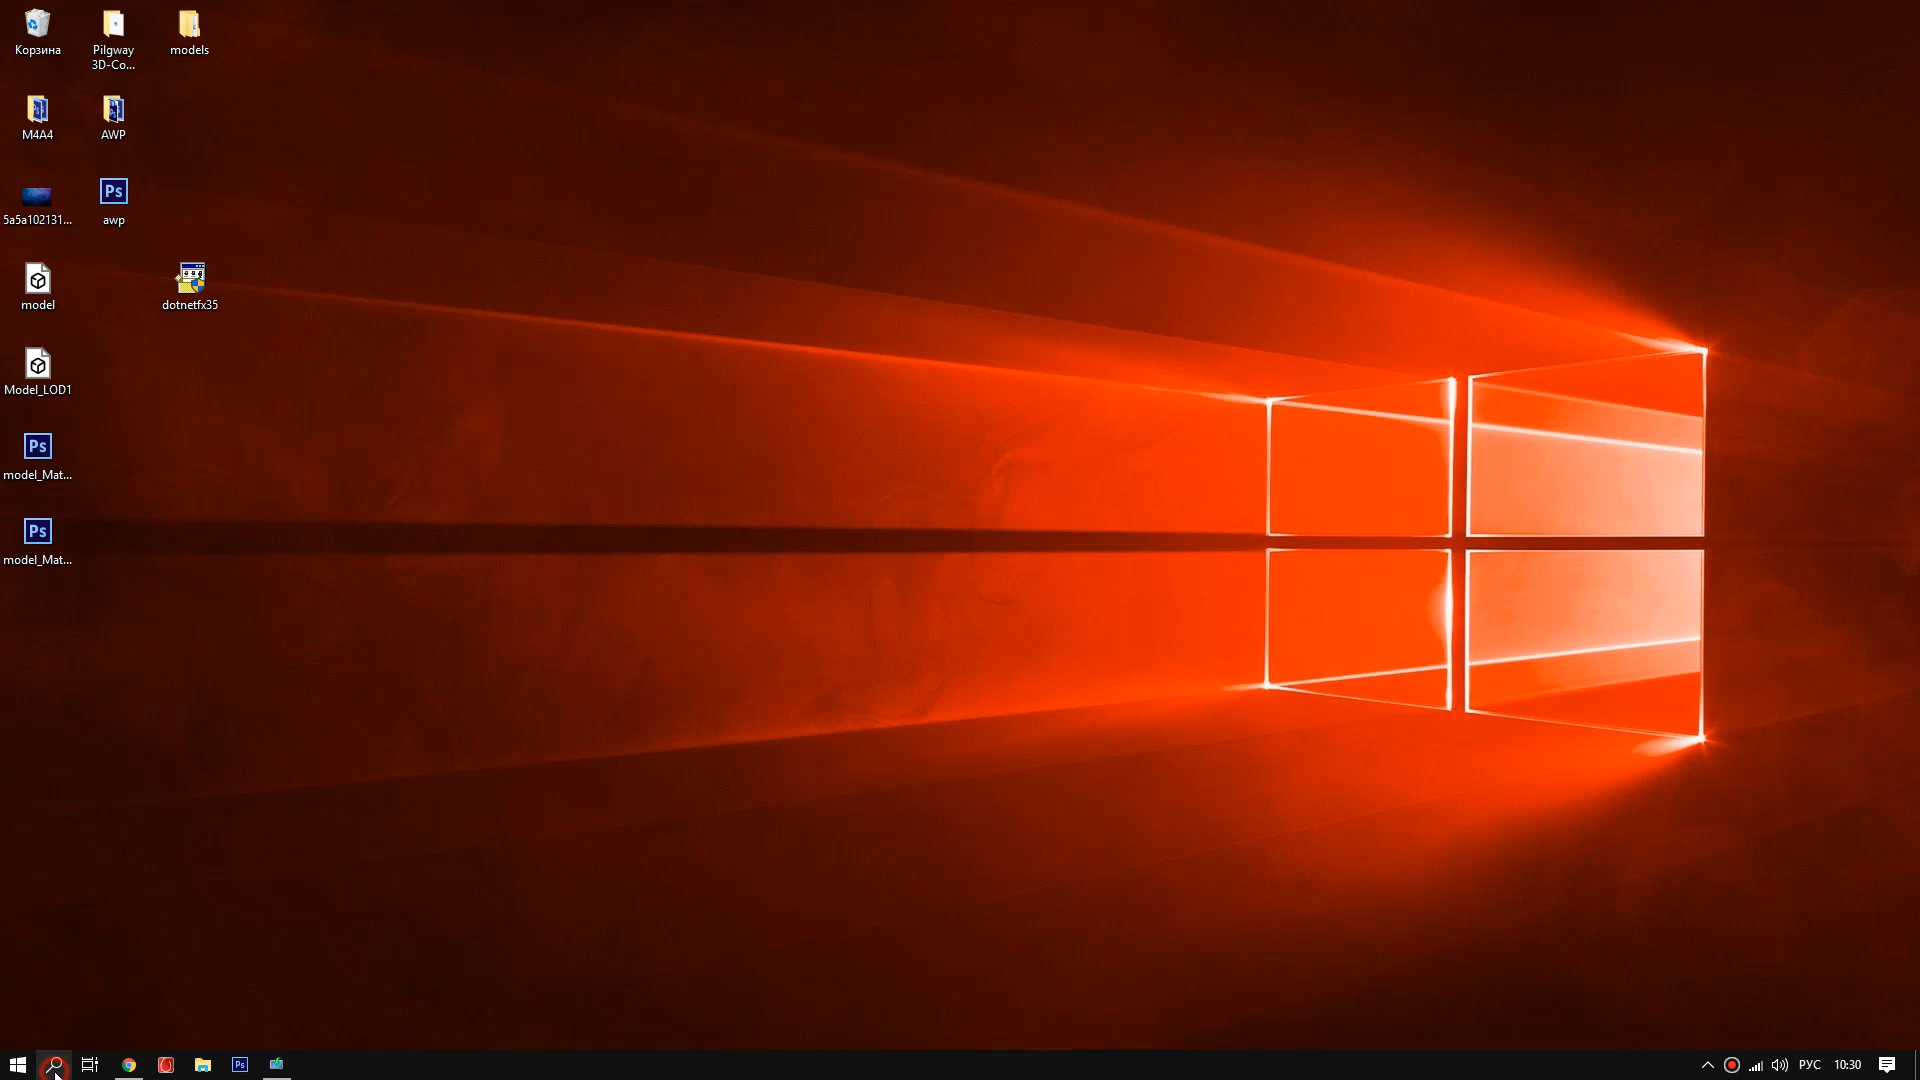 Корзина
Pilgway
3D-Co...
models
M4A4
AWP
5a5a102131...
Ps
awp
model
dotnetfx35
Model_LOD1
Ps
model_Mat...
Ps
model_Mat...
Ps
РУС
10:30